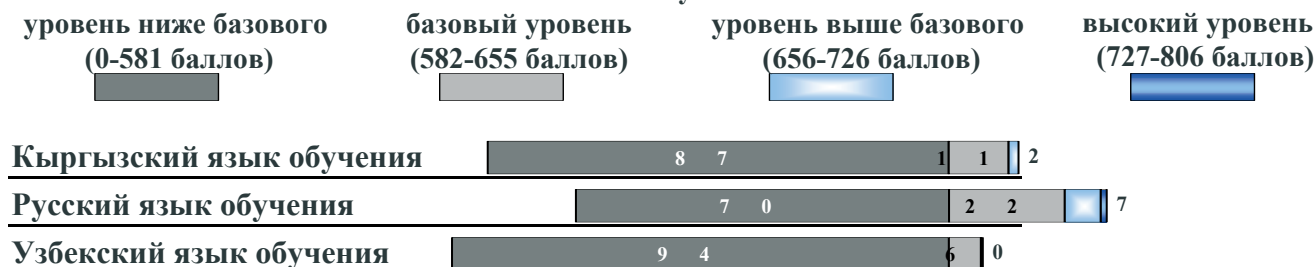 уровень ниже базового
(0-581 баллов)
базовый уровень
(582-655 баллов)
уровень выше базового
(656-726 баллов)
высокий уровень
(727-806 баллов)
Кыргызский язык обучения 8 7 1 1 2
Русский язык обучения 7 0 2 2 7
Узбекский язык обучения 9 4 6 0